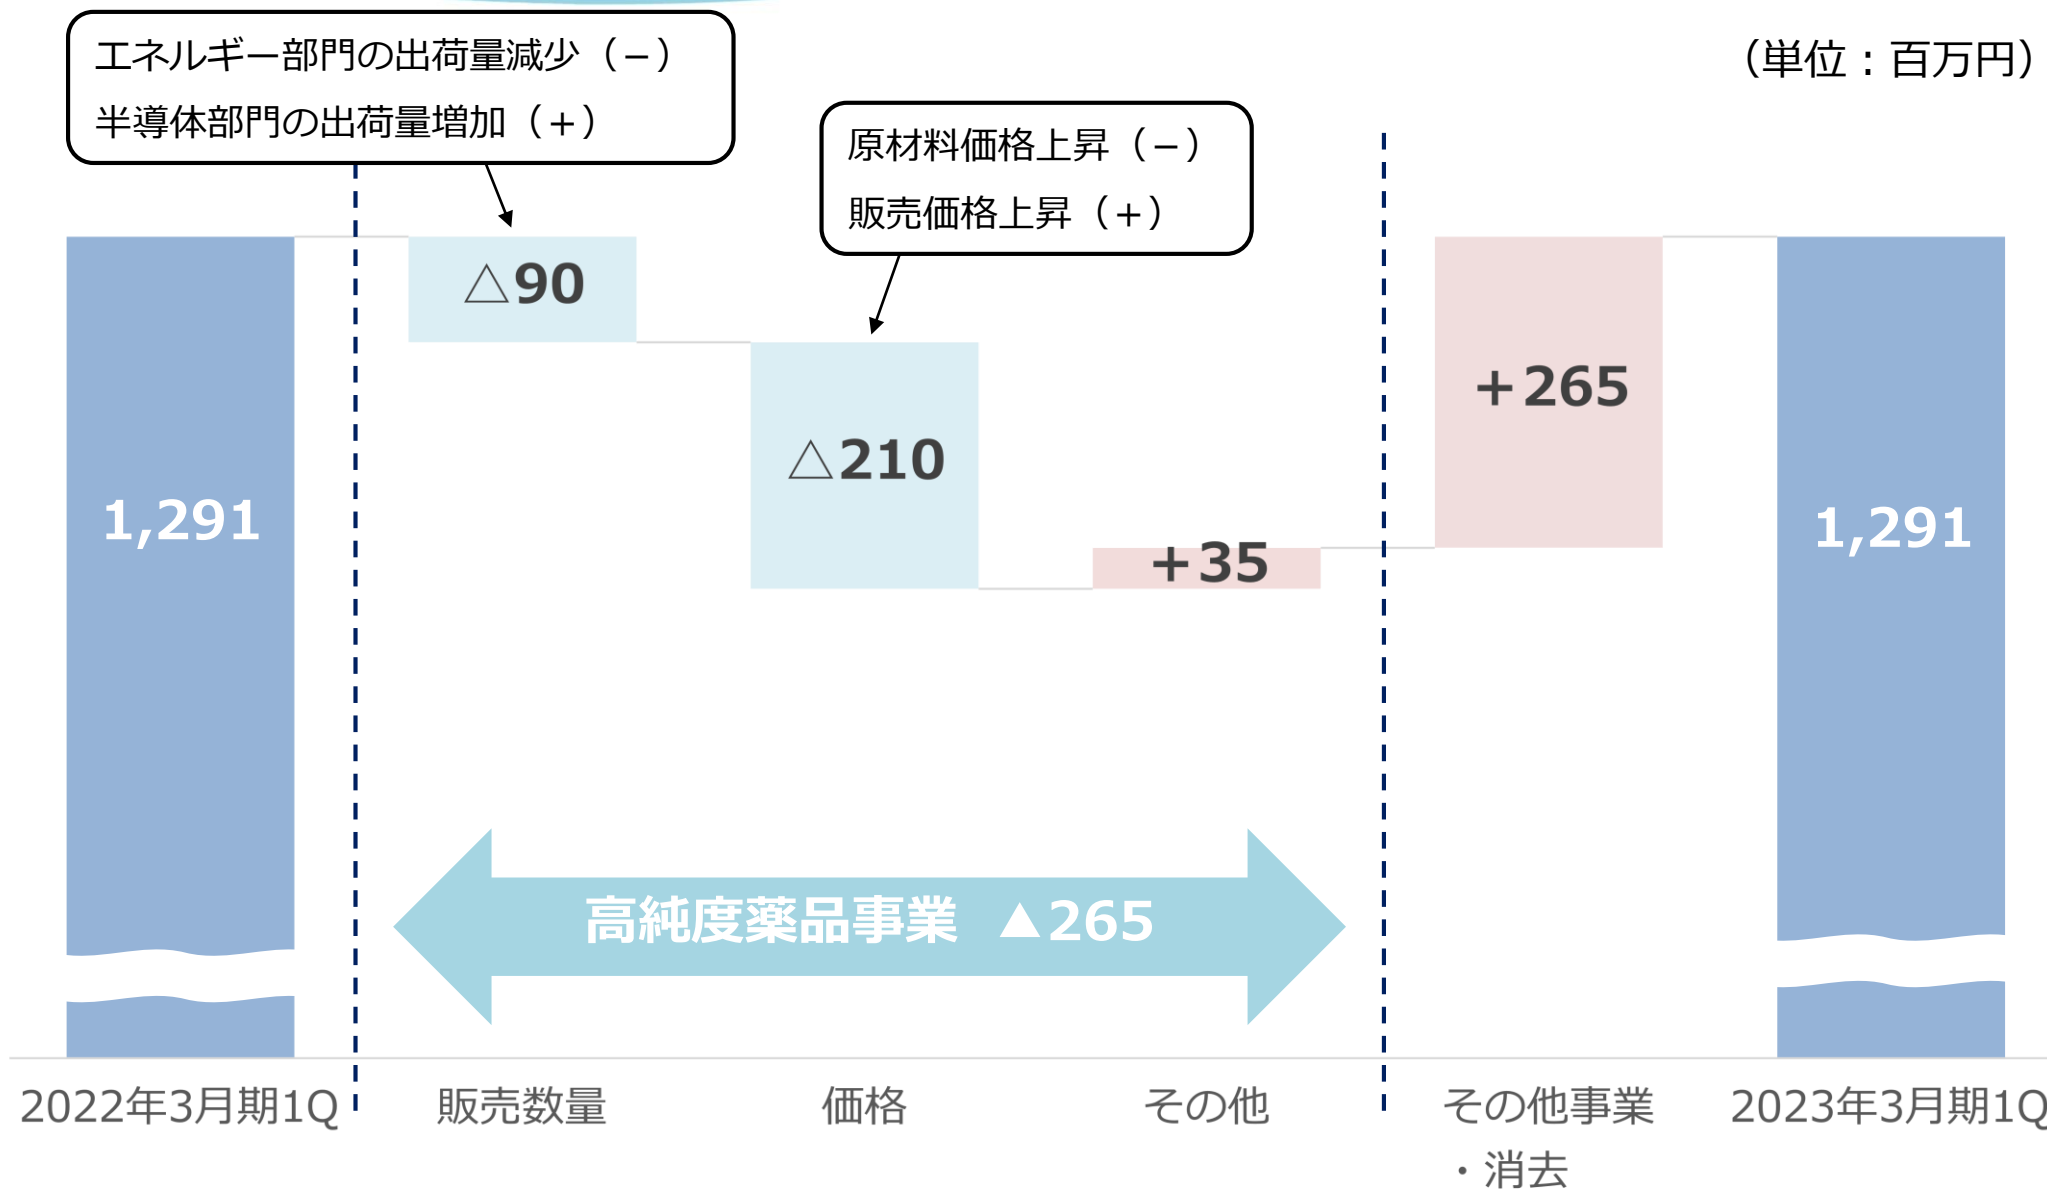 エネルギー部門の出荷量減少（－）
半導体部門の出荷量増加（+）
（単位：百万円）
原材料価格上昇（－）
販売価格上昇（+）
1,291
△90
△210
＋35
＋265
1,291
高純度薬品事業 ▲265
2022年3月期1Q
販売数量
価格
その他
その他事業
・消去
2023年3月期1Q